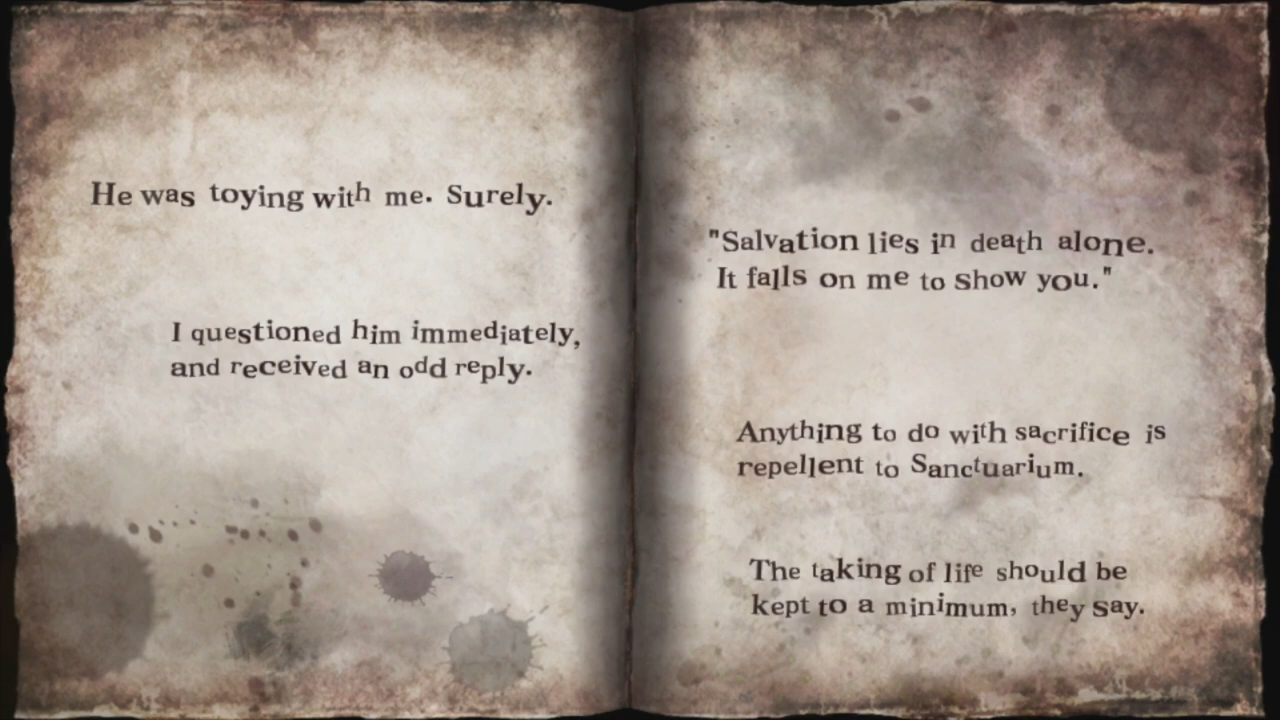 He was toying with me. Surely.
I questioned him immediately,
and received an odd reply.
"Salvation lies in death alone.
It falls on me to show you."
Anything to do with sacrifice is
repellent to Sanctuarium.
The taking of life should be
kept to a minimum, they say.